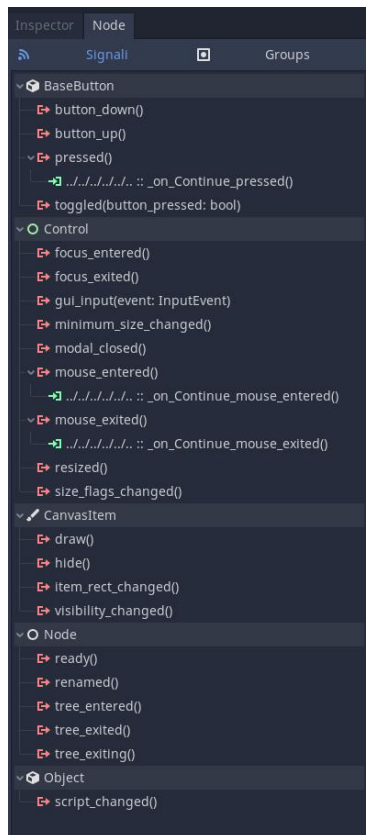 Inspector Node
Signali Groups
BaseButton
button_down()
button_up()
pressed()
../../../../../.. :: _on_Continue_pressed()
toggled(button_pressed: bool)
Control
focus_entered()
focus_exited()
gui_input(event: InputEvent)
minimum_size_changed()
modal_closed()
mouse_entered()
../../../../../.. :: _on_Continue_mouse_entered()
mouse_exited()
../../../../../.. :: _on_Continue_mouse_exited()
resized()
size_flags_changed()
CanvasItem
draw()
hide()
item_rect_changed()
visibility_changed()
Node
ready()
renamed()
tree_entered()
tree_exited()
tree_exiting()
Object
script_changed()